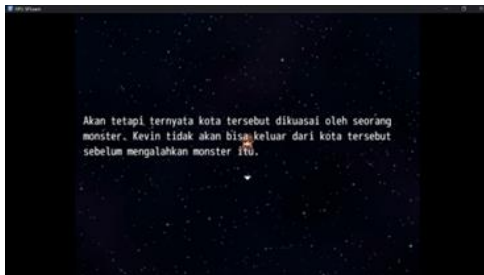 Akan tetapi ternyata kota tersebut dikuasai oleh seorang
monster. Kevin tidak akan bisa keluar dari kota tersebut
sebelum mengalahkan monster itu.